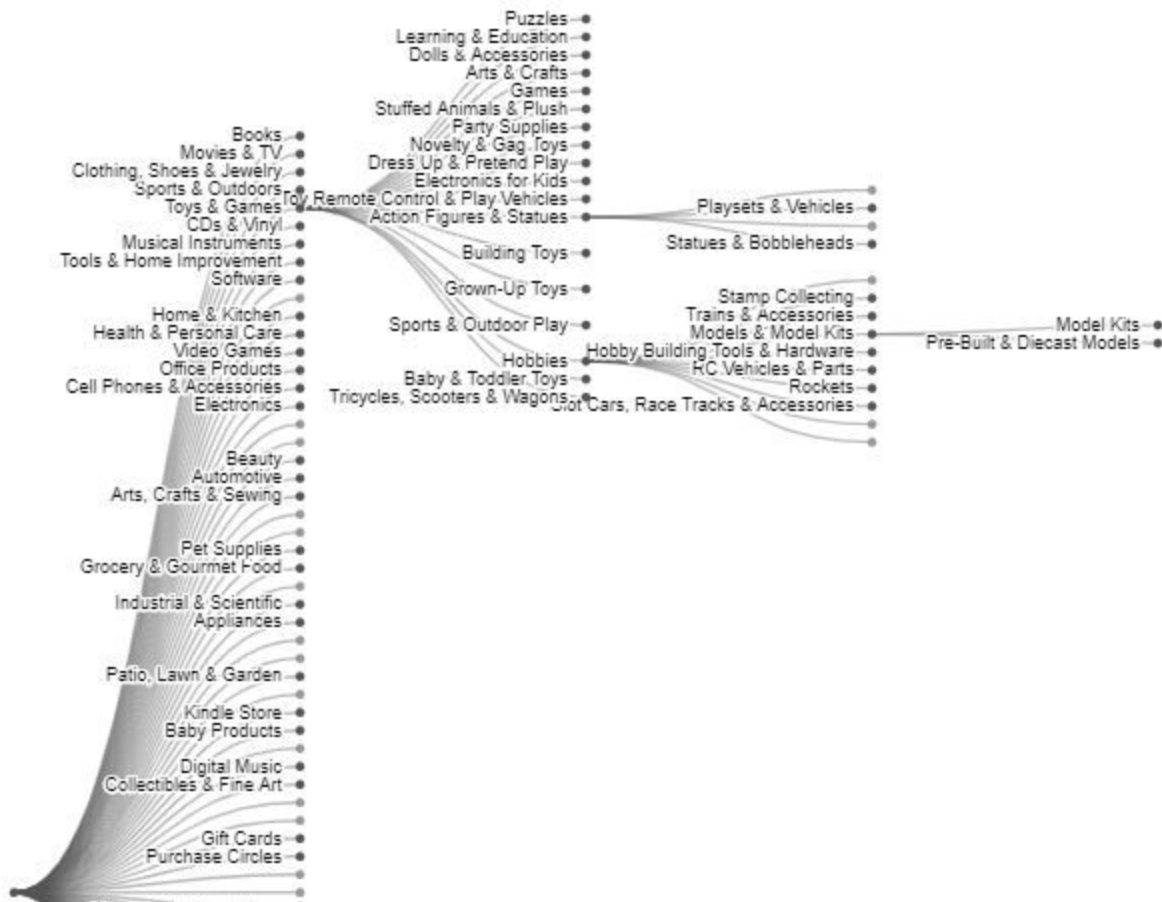 Books
Movies & TV
Clothing, Shoes & Jewelry
Sports & Outdoors
Toys & Games
CDs & Vinyl
Musical Instruments
Tools & Home Improvement
Software
Home & Kitchen
Health & Personal Care
Video Games
Office Products
Cell Phones & Accessories
Electronics
Beauty
Automotive
Arts, Crafts & Sewing
Pet Supplies
Grocery & Gourmet Food
Industrial & Scientific
Appliances
Patio, Lawn & Garden
Kindle Store
Baby Products
Digital Music
Collectibles & Fine Art
Gift Cards
Purchase Circles
Puzzles
Learning & Education
Dolls & Accessories
Arts & Crafts
Games
Stuffed Animals & Plush
Party Supplies
Novelty & Gag Toys
Dress Up & Pretend Play
Electronics for Kids
Toy Remote Control & Play Vehicles
Action Figures & Statues
Building Toys
Grown-Up Toys
Sports & Outdoor Play
Hobbies
Baby & Toddler Toys
Tricycles, Scooters & Wagons
Playsets & Vehicles
Statues & Bobbleheads
Stamp Collecting
Trains & Accessories
Models & Model Kits
Hobby Building Tools & Hardware
RC Vehicles & Parts
Rockets
Slot Cars, Race Tracks & Accessories
Model Kits
Pre-Built & Diecast Models